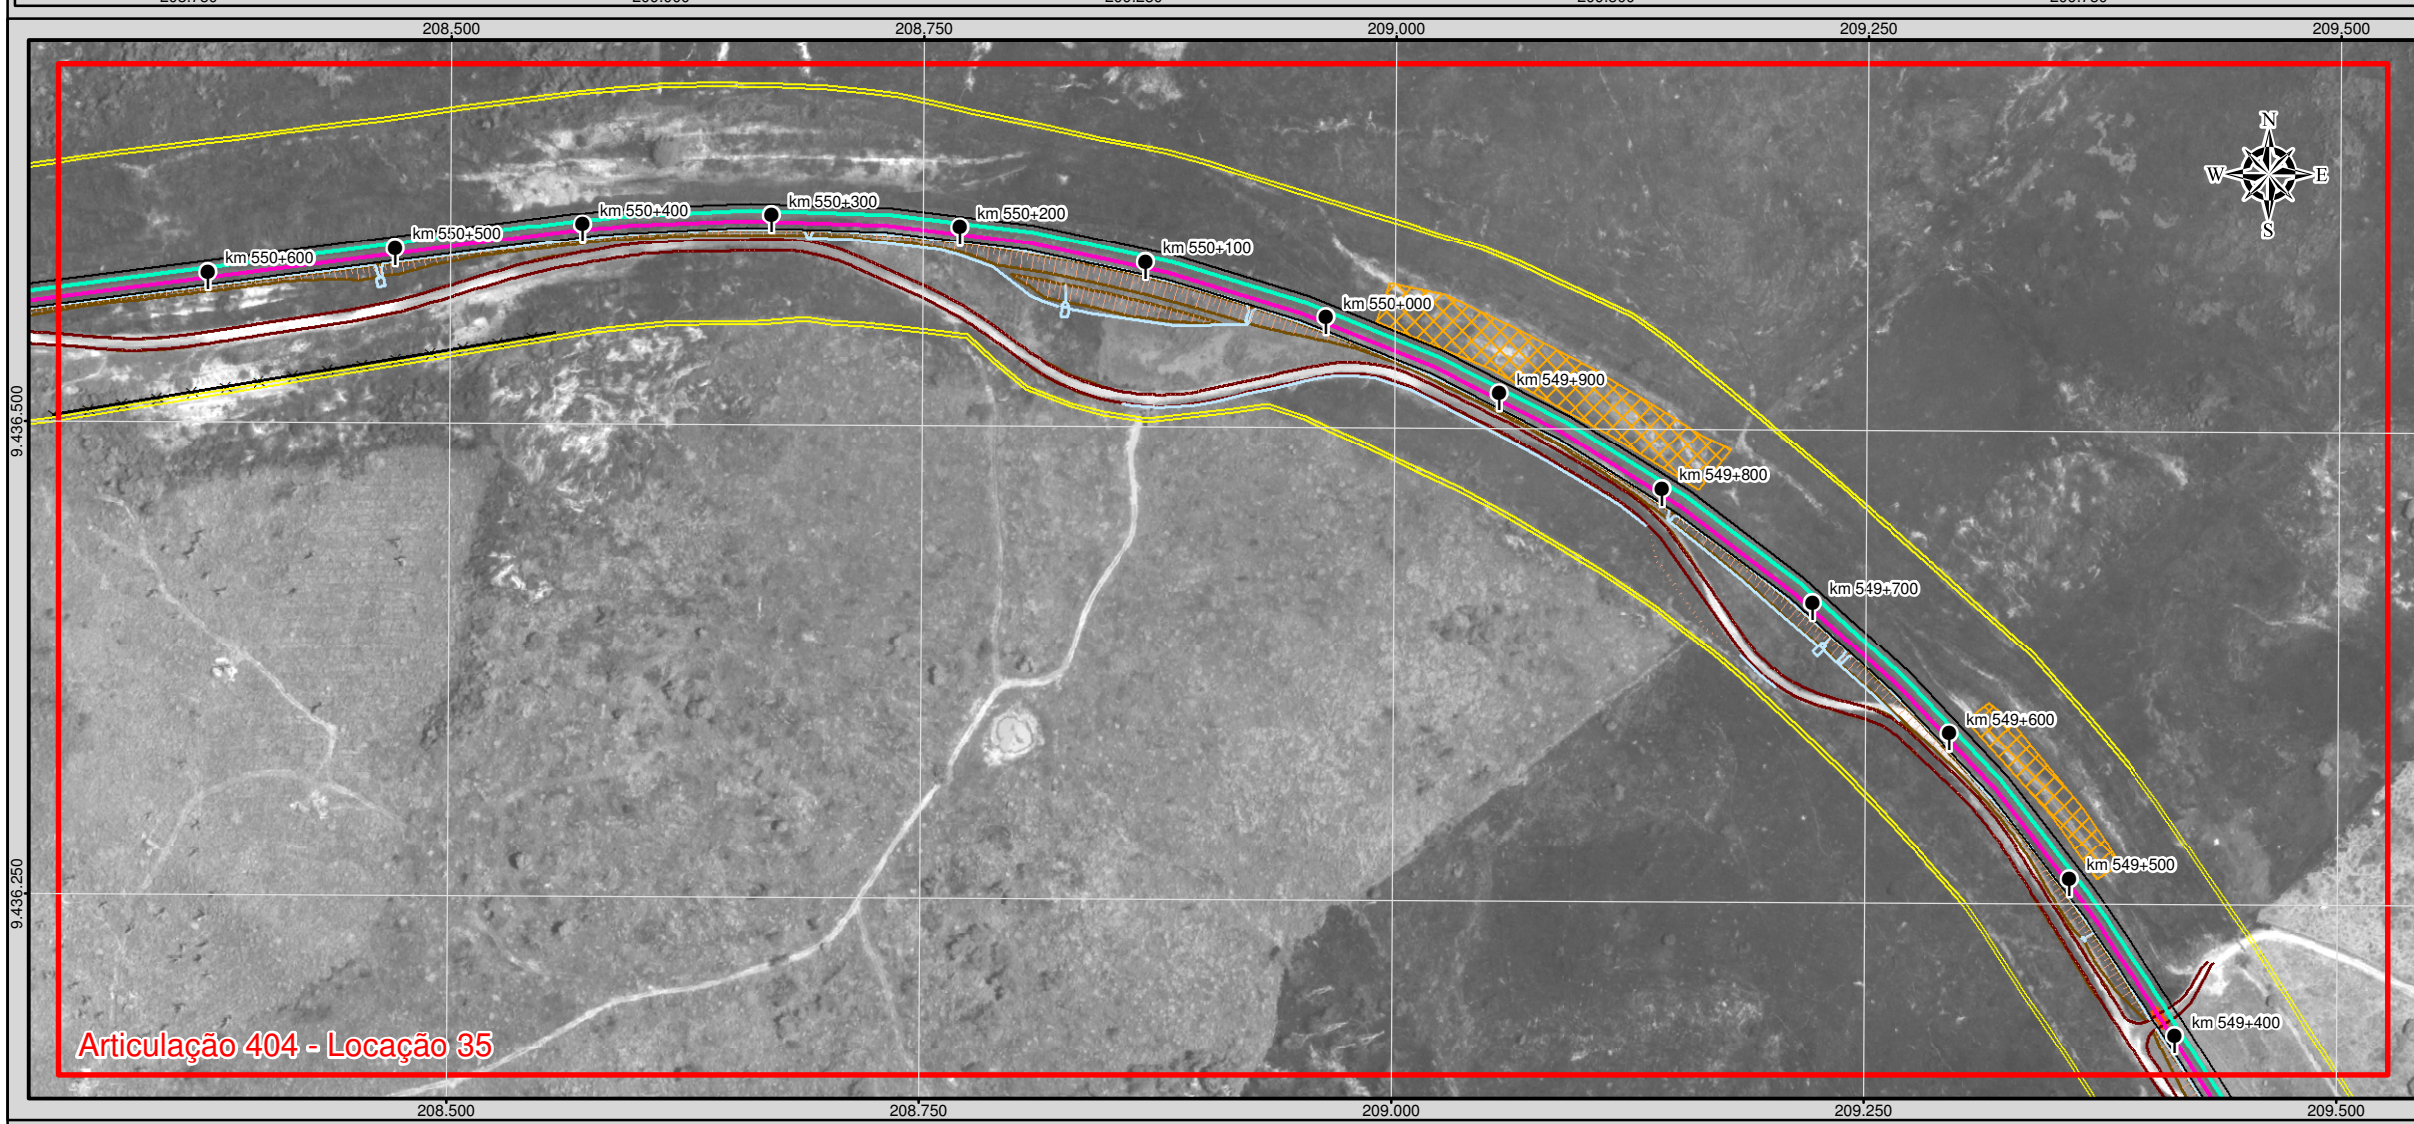 208.500 208.750 209.000 209.250 209.500
N
W E
S
km 550+600
km 550+500
km 550+400
km 550+300
km 550+200
km 550+100
km 550+000
km 549+900
km 549+800
km 549+700
km 549+600
km 549+500
km 549+400
9.436.500
9.436.250
Articulação 404 - Locação 35
208.500 208.750 209.000 209.250 209.500